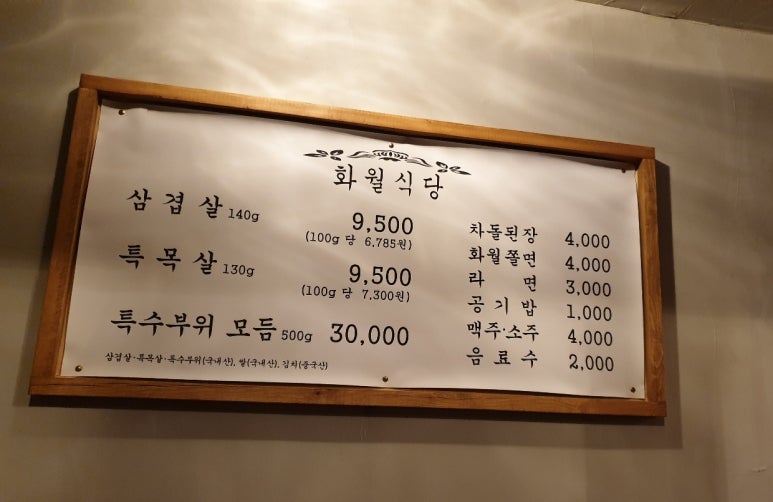 화월식당
삼겹살 140g 9,500
(100g 당 6,785원)
특목살 130g 9,500
(100g 당 7,300원)
특수부위 모듬 500g 30,000
삼겹살·특목살·특수부위(국내산), 쌀(국내산), 김치(중국산)
차돌된장 4,000
화월쫄면 4,000
라면 3,000
공기밥 1,000
맥주·소주 4,000
음료수 2,000